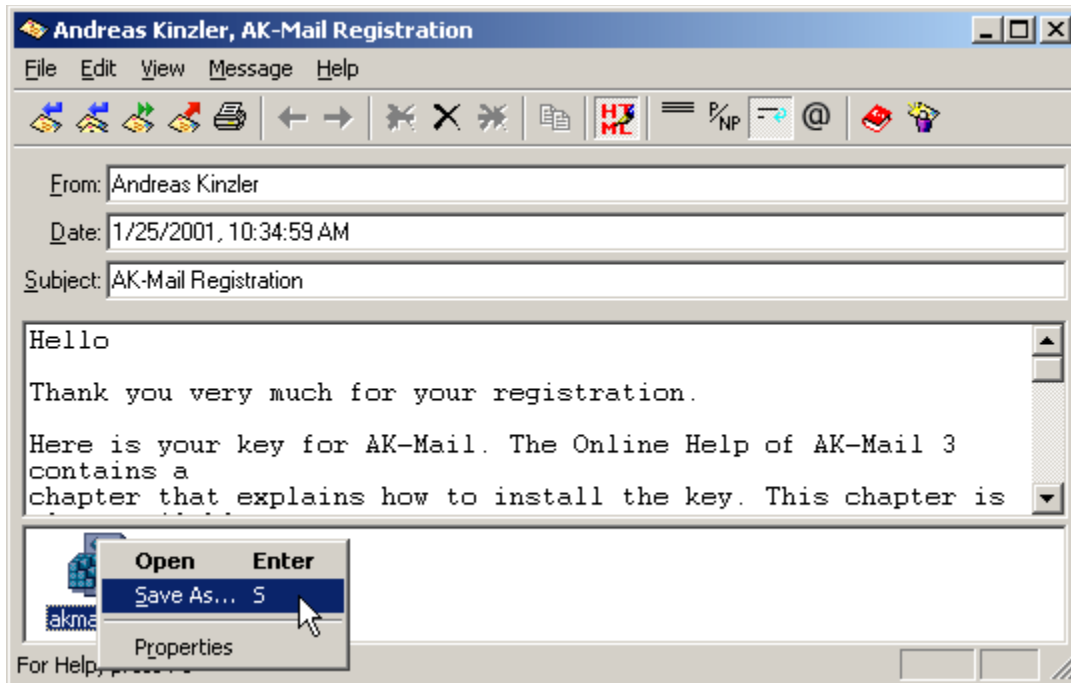 Andreas Kinzler, AK-Mail Registration
File Edit View Message Help
HTML P/NP @
From: Andreas Kinzler
Date: 1/25/2001, 10:34:59 AM
Subject: AK-Mail Registration
Hello
Thank you very much for your registration.
Here is your key for AK-Mail. The Online Help of AK-Mail 3
contains a
chapter that explains how to install the key. This chapter is
Open Enter
Save As... S
Properties
For Help,